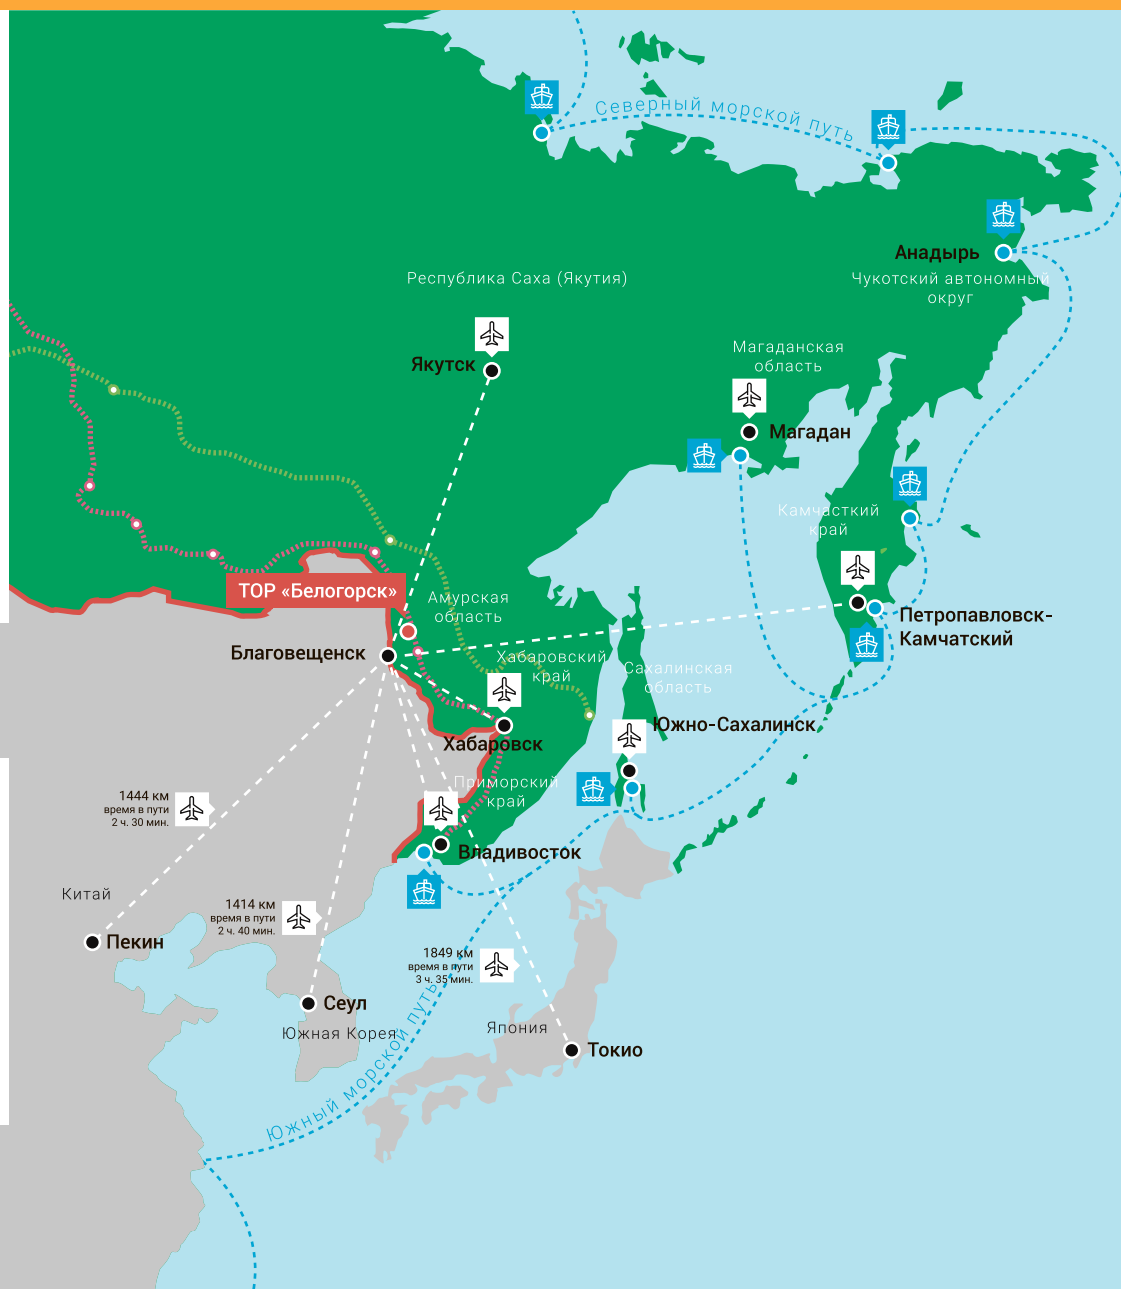 Северный морской путь
Анадырь
Чукотский автономный
округ
Республика Саха (Якутия)
Якутск
Магаданская
область
Магадан
Камчасткий
край
ТОР «Белогорск»
Амурская
область
Петропавловск-
Камчатский
Благовещенск
Хабаровский
край
Сахалинская
область
Южно-Сахалинск
Хабаровск
Приморский
край
1444 км
время в пути
2 ч. 30 мин.
Владивосток
Китай
1414 км
время в пути
2 ч. 40 мин.
Пекин
1849 км
время в пути
3 ч. 35 мин.
Сеул
Южная Корея
Япония
Токио
Южный морской путь